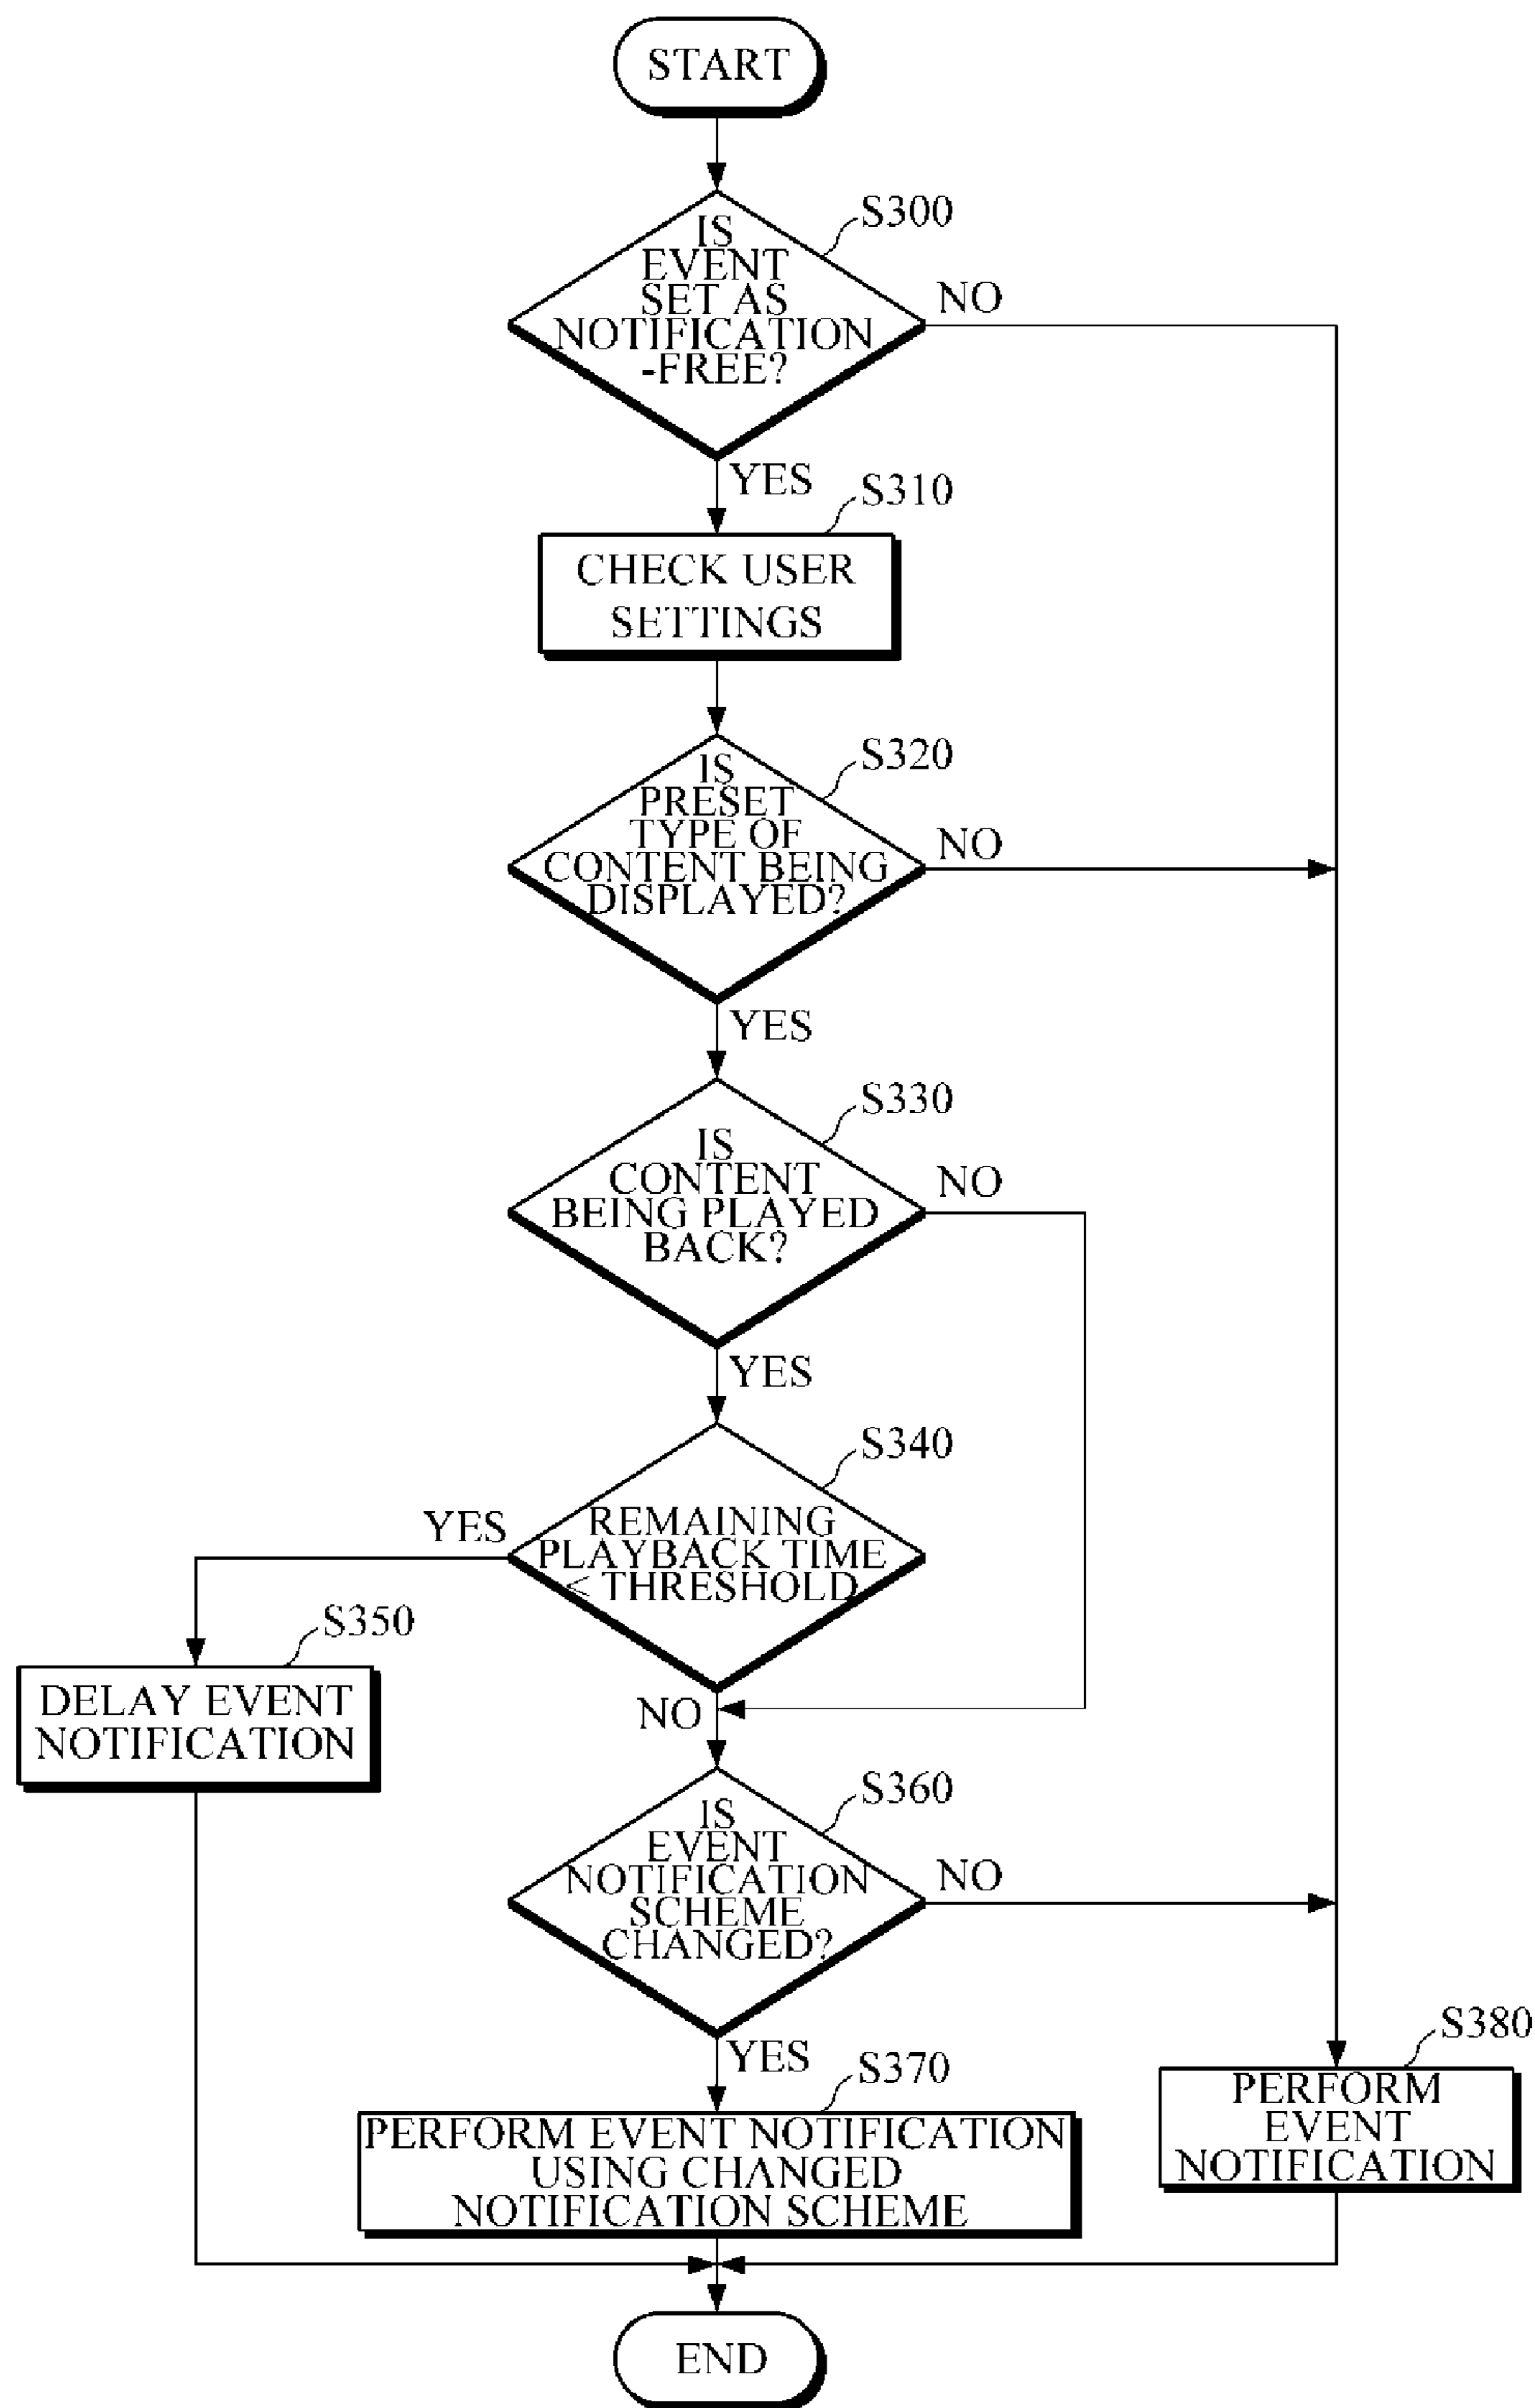 START
S300
IS
EVENT
SET AS
NOTIFICATION
-FREE?
NO
YES
S310
CHECK USER
SETTINGS
S320
IS
PRESET
TYPE OF
CONTENT BEING
DISPLAYED?
NO
YES
S330
IS
CONTENT
BEING PLAYED
BACK?
NO
YES
S340
REMAINING
PLAYBACK TIME
< THRESHOLD
YES
S350
DELAY EVENT
NOTIFICATION
NO
S360
IS
EVENT
NOTIFICATION
SCHEME
CHANGED?
NO
YES
S370
PERFORM EVENT NOTIFICATION
USING CHANGED
NOTIFICATION SCHEME
S380
PERFORM
EVENT
NOTIFICATION
END